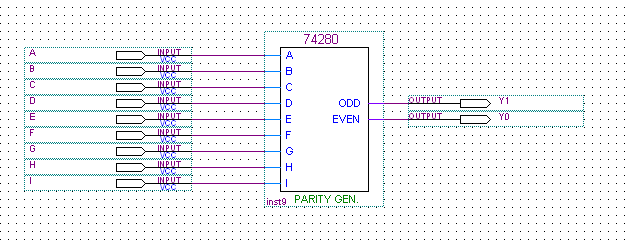 74280
A INPUT VCC A
B INPUT VCC B
C INPUT VCC C
D INPUT VCC D ODD OUTPUT Y1
E INPUT VCC E EVEN OUTPUT Y0
F INPUT VCC F
G INPUT VCC G
H INPUT VCC H
I INPUT VCC I
inst9 PARITY GEN.